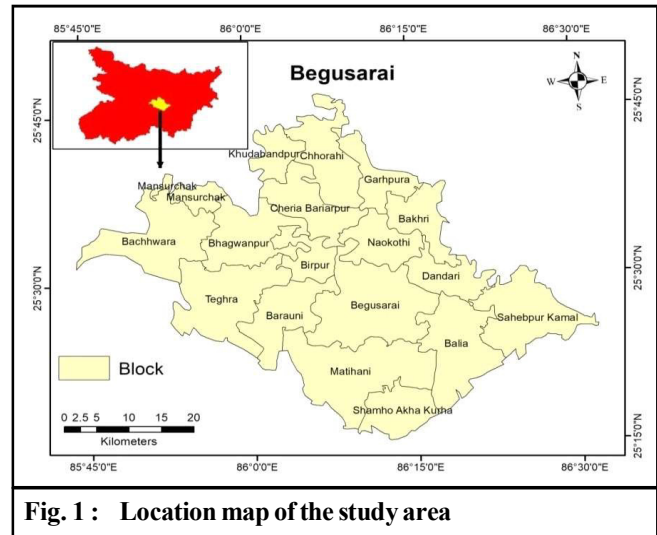 85°45'0"E 86°0'0"E 86°15'0"E 86°30'0"E
Begusarai
N
W E
S
25°45'0"N
25°45'0"N
Khudabandpur
Chhorahi
Garhpura
Mansurchak
Mansurchak
Cheria Bariarpur
Bakhri
Bachhwara
Bhagwanpur
Naokothi
Birpur
Dandari
25°30'0"N
25°30'0"N
Teghra
Begusarai
Sahebpur Kamal
Barauni
Balia
Block
Matihani
Shamho Akha Kurha
0 2.5 5 10 15 20
Kilometers
25°15'0"N
85°45'0"E 86°0'0"E 86°15'0"E 86°30'0"E
Fig. 1 : Location map of the study area